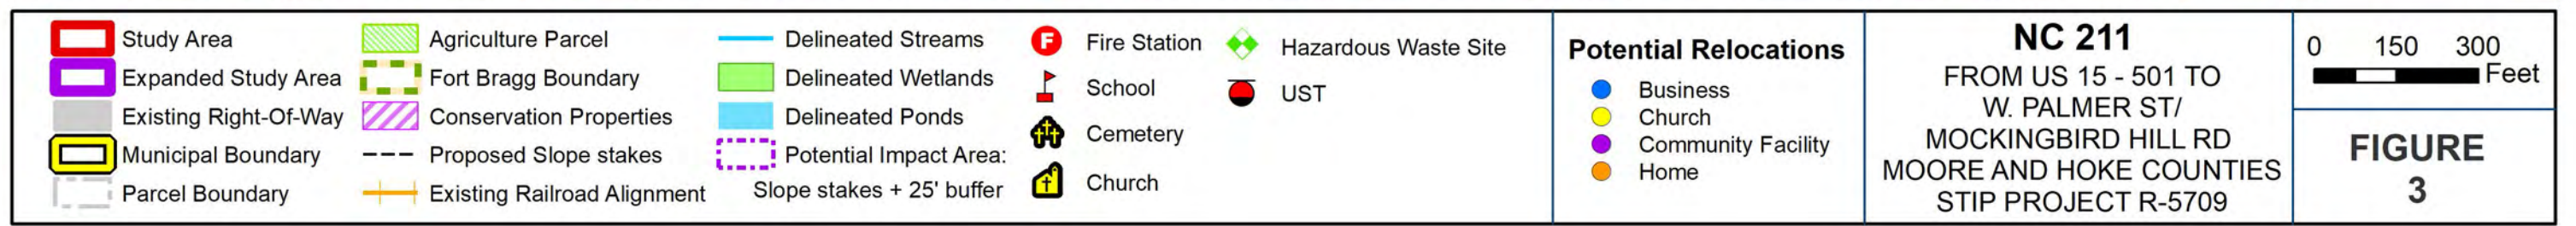 Study Area
Expanded Study Area
Existing Right-Of-Way
Municipal Boundary
Parcel Boundary
Agriculture Parcel
Fort Bragg Boundary
Conservation Properties
Proposed Slope stakes
Existing Railroad Alignment
Delineated Streams
Delineated Wetlands
Delineated Ponds
Potential Impact Area:
Slope stakes + 25' buffer
F
Fire Station
School
Cemetery
Church
Hazardous Waste Site
UST
Potential Relocations
Business
Church
Community Facility
Home
NC 211
FROM US 15 - 501 TO
W. PALMER ST/
MOCKINGBIRD HILL RD
MOORE AND HOKE COUNTIES
STIP PROJECT R-5709
0 150 300
Feet
FIGURE
3